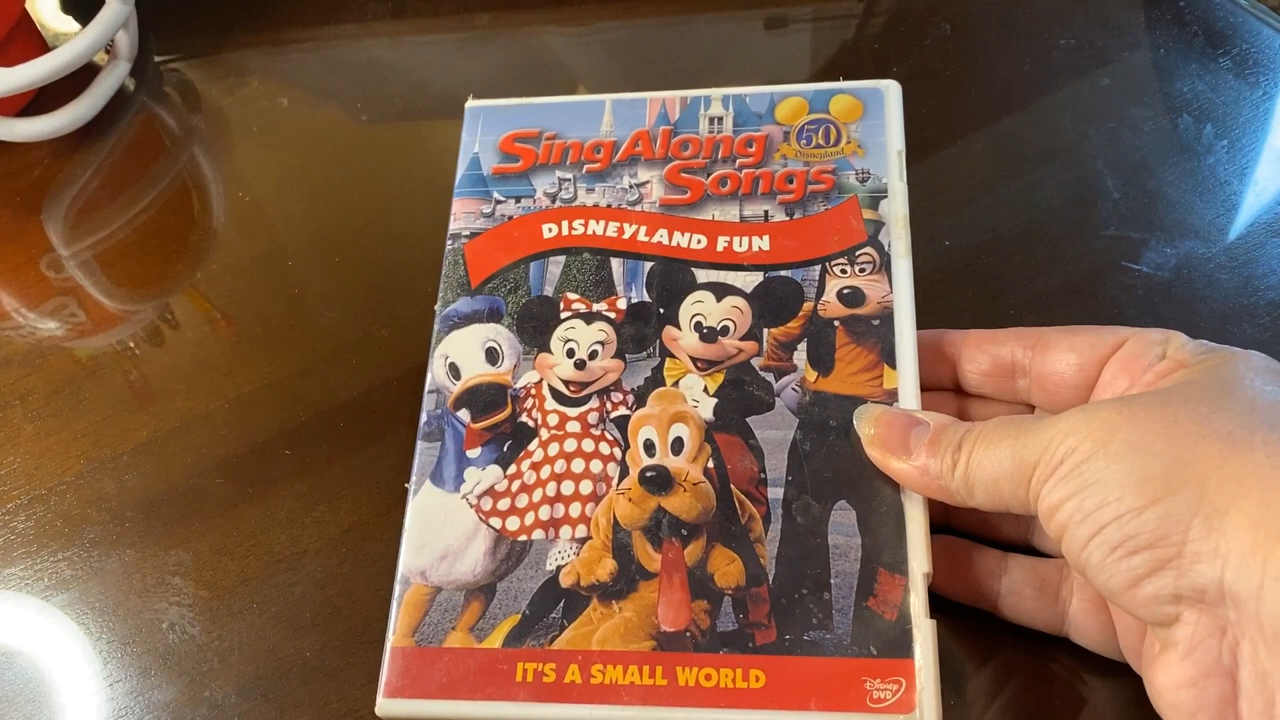 Sing Along
Songs
50
Disneyland
DISNEYLAND FUN
IT'S A SMALL WORLD
Disney
DVD